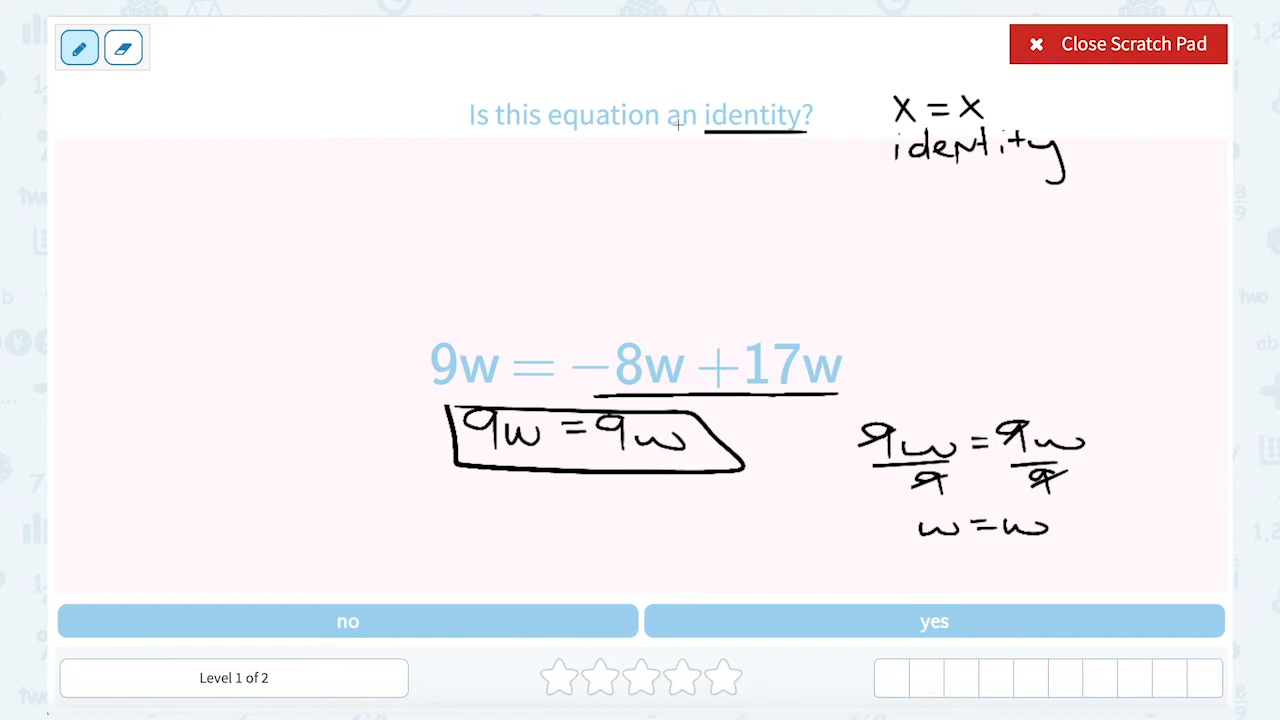 Close Scratch Pad
Is this equation an identity?
x = x
identity
9w = −8w +17w
9w = 9w
9w = 9w
9 9
w = w
no
yes
Level 1 of 2